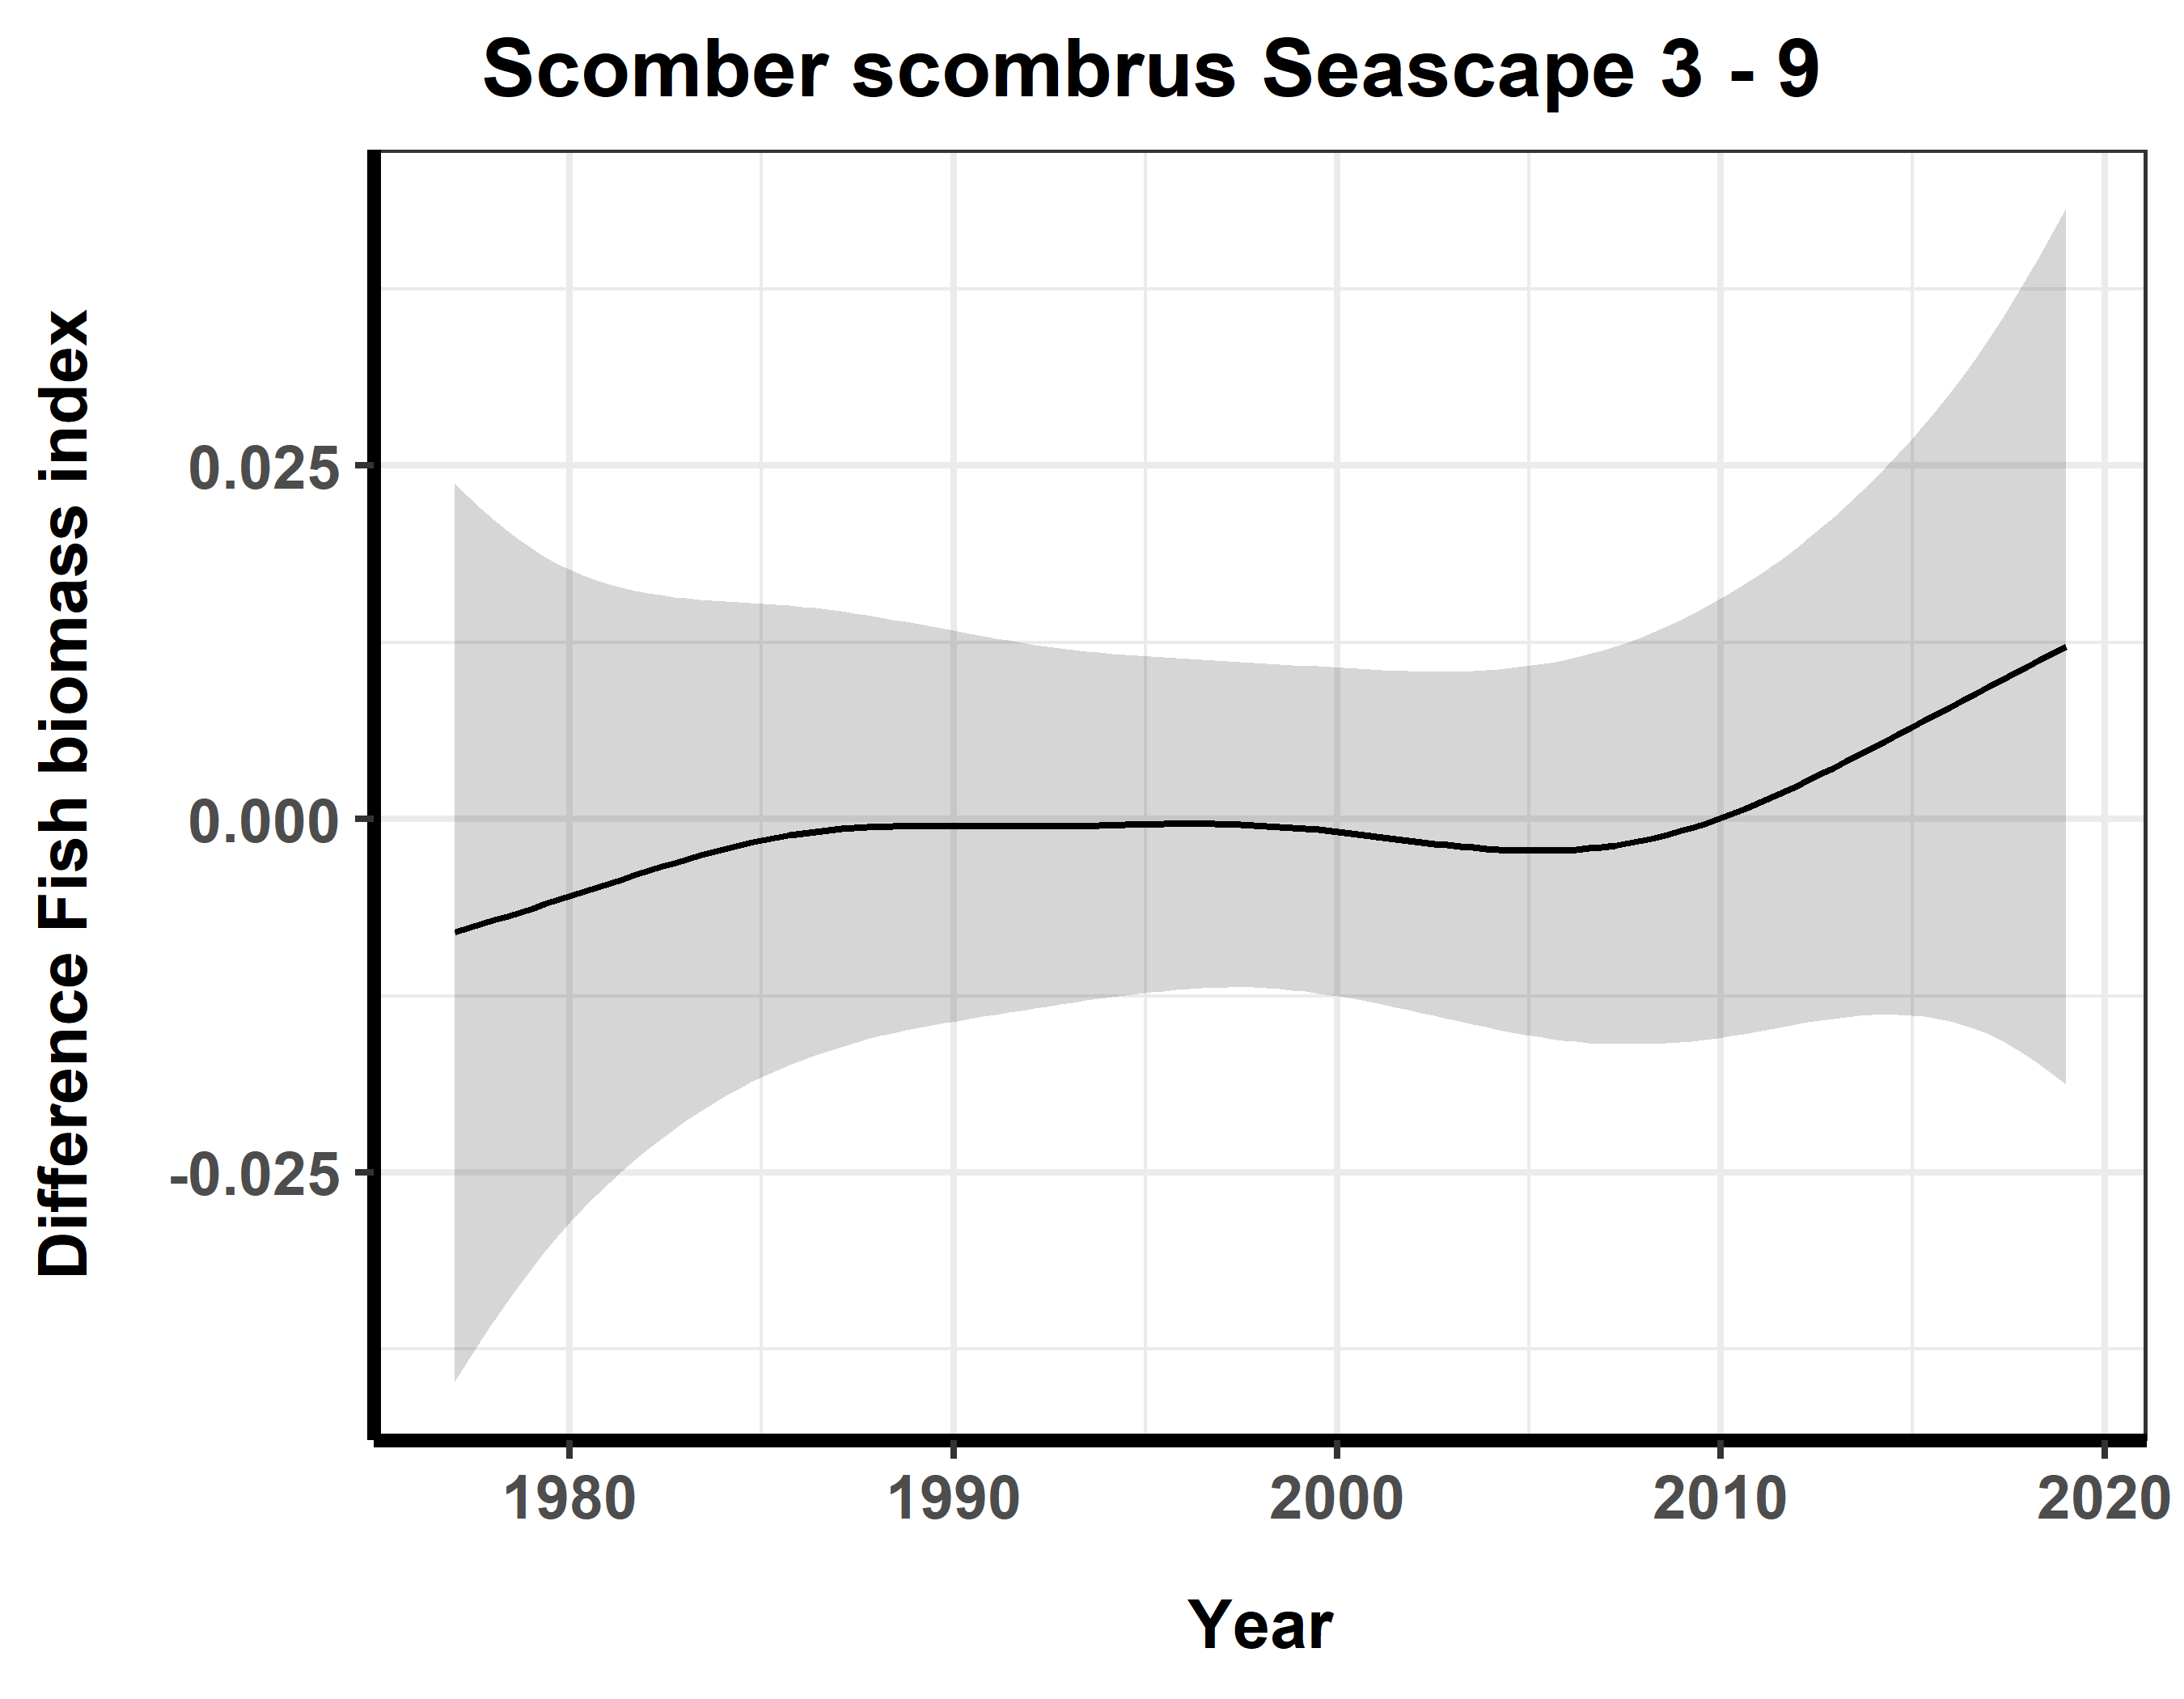 Scomber scombrus Seascape 3 - 9
Difference Fish biomass index
0.025
0.000
-0.025
1980
1990
2000
2010
2020
Year